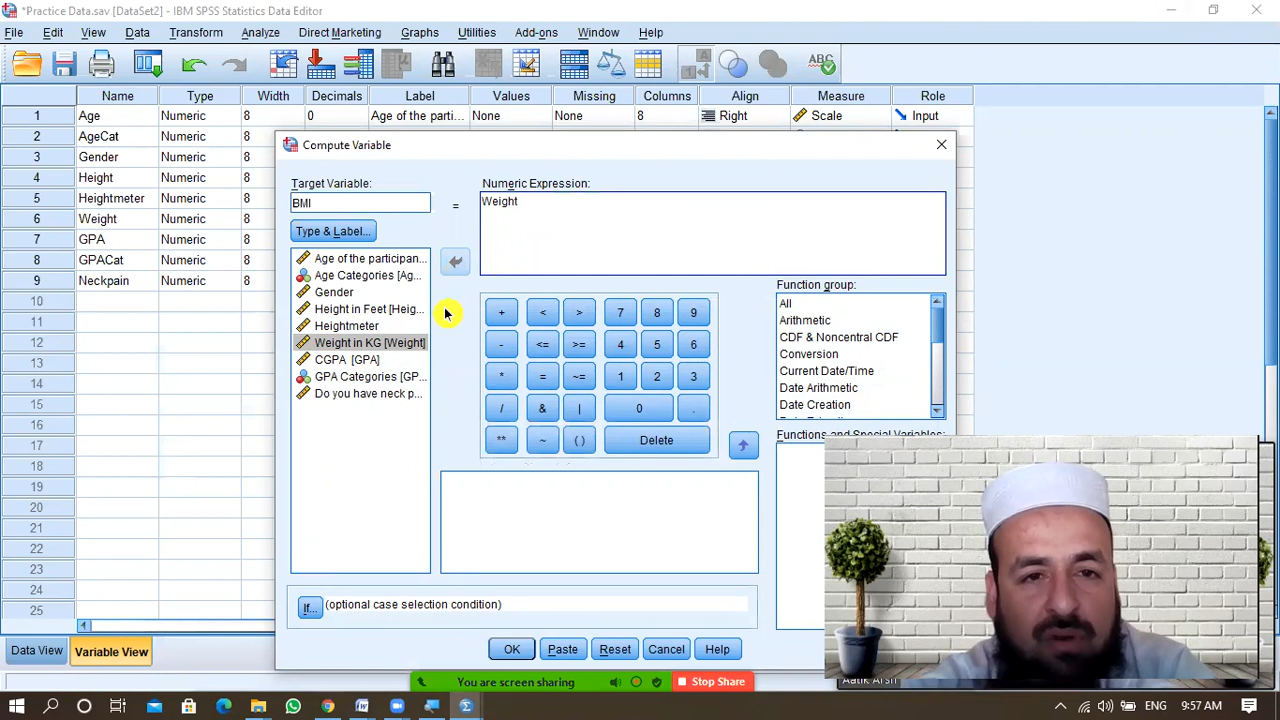 *Practice Data.sav [DataSet2] - IBM SPSS Statistics Data Editor
File Edit View Data Transform Analyze Direct Marketing Graphs Utilities Add-ons Window Help
Name Type Width Decimals Label Values Missing Columns Align Measure Role
1 Age Numeric 8 0 Age of the parti... None None 8 Right Scale Input
2 AgeCat Numeric 8
3 Gender Numeric 8
4 Height Numeric 8
5 Heightmeter Numeric 8
6 Weight Numeric 8
7 GPA Numeric 8
8 GPACat Numeric 8
9 Neckpain Numeric 8
10
11
12
13
14
15
16
17
18
19
20
21
22
23
24
25
Compute Variable
Target Variable:
BMI
=
Numeric Expression:
Weight
Type & Label...
Age of the participan...
Age Categories [Ag...
Gender
Height in Feet [Heig...
Heightmeter
Weight in KG [Weight]
CGPA [GPA]
GPA Categories [GP...
Do you have neck p...
+ < > 7 8 9
- <= >= 4 5 6
* = ~= 1 2 3
/ & | 0 .
** ~ ( ) Delete
Function group:
All
Arithmetic
CDF & Noncentral CDF
Conversion
Current Date/Time
Date Arithmetic
Date Creation
Functions and Special Variables:
If... (optional case selection condition)
OK Paste Reset Cancel Help
Data View Variable View
You are screen sharing Stop Share
ENG 9:57 AM